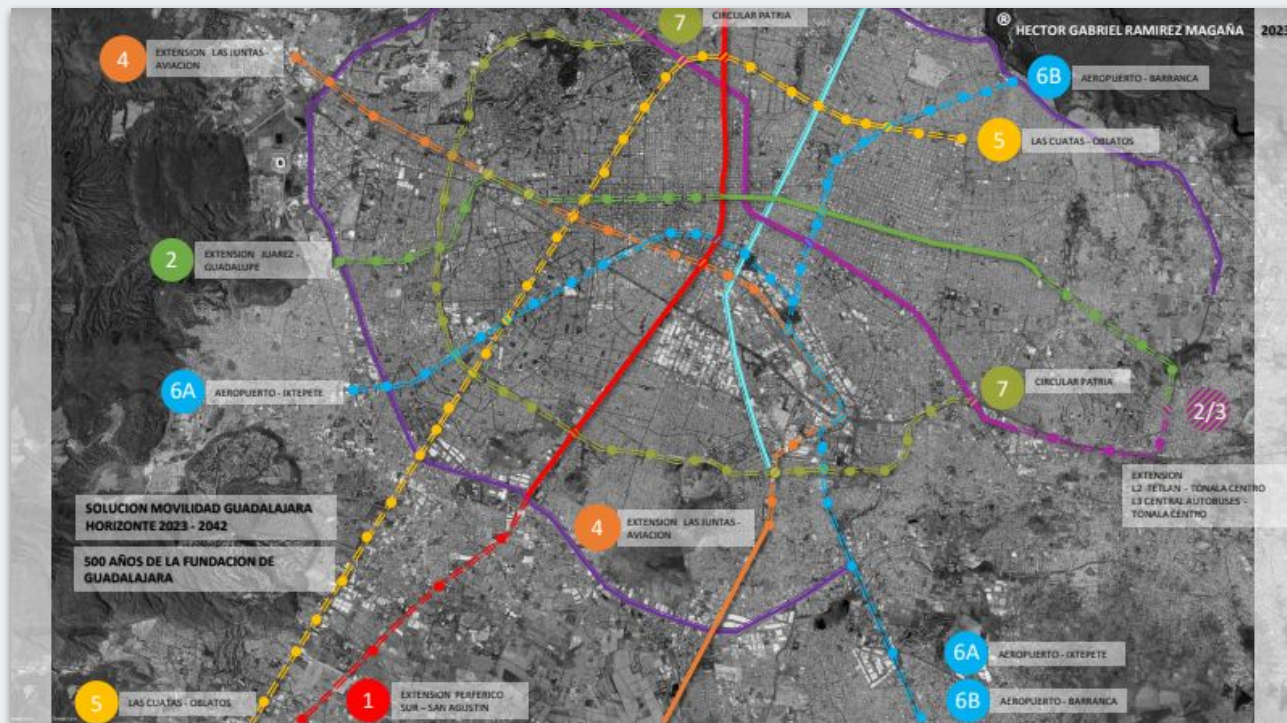 7
CIRCULAR PATRIA
® HECTOR GABRIEL RAMIREZ MAGAÑA 2023
4
EXTENSION LAS JUNTAS -
AVIACION
6B
AEROPUERTO - BARRANCA
5
LAS CUATAS - OBLATOS
2
EXTENSION JUAREZ -
GUADALUPE
6A
AEROPUERTO - IXTEPETE
7
CIRCULAR PATRIA
2/3
EXTENSION
L2 TETLAN - TONALA CENTRO
L3 CENTRAL AUTOBUSES -
TONALA CENTRO
SOLUCION MOVILIDAD GUADALAJARA
HORIZONTE 2023 - 2042
500 AÑOS DE LA FUNDACION DE
GUADALAJARA
4
EXTENSION LAS JUNTAS -
AVIACION
6A
AEROPUERTO - IXTEPETE
5
LAS CUATAS - OBLATOS
1
EXTENSION PERFERICO
SUR – SAN AGUSTIN
6B
AEROPUERTO - BARRANCA